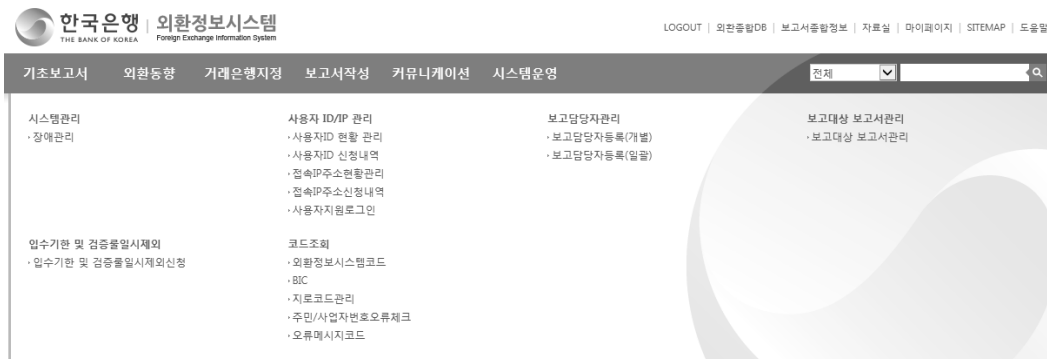 한국은행 | 외환정보시스템
THE BANK OF KOREA Foreign Exchange Information System
LOGOUT | 외환종합DB | 보고서종합정보 | 자료실 | 마이페이지 | SITEMAP | 도움말
기초보고서 외환동향 거래은행지정 보고서작성 커뮤니케이션 시스템운영 전체
시스템관리
· 장애관리
사용자 ID/IP 관리
· 사용자ID 현황 관리
· 사용자ID 신청내역
· 접속IP주소현황관리
· 접속IP주소신청내역
· 사용자지원로그인
보고담당자관리
· 보고담당자등록(개별)
· 보고담당자등록(일괄)
보고대상 보고서관리
· 보고대상 보고서관리
입수기한 및 검증룰일시제외
· 입수기한 및 검증룰일시제외신청
코드조회
· 외환정보시스템코드
· BIC
· 지로코드관리
· 주민/사업자번호오류체크
· 오류메시지코드